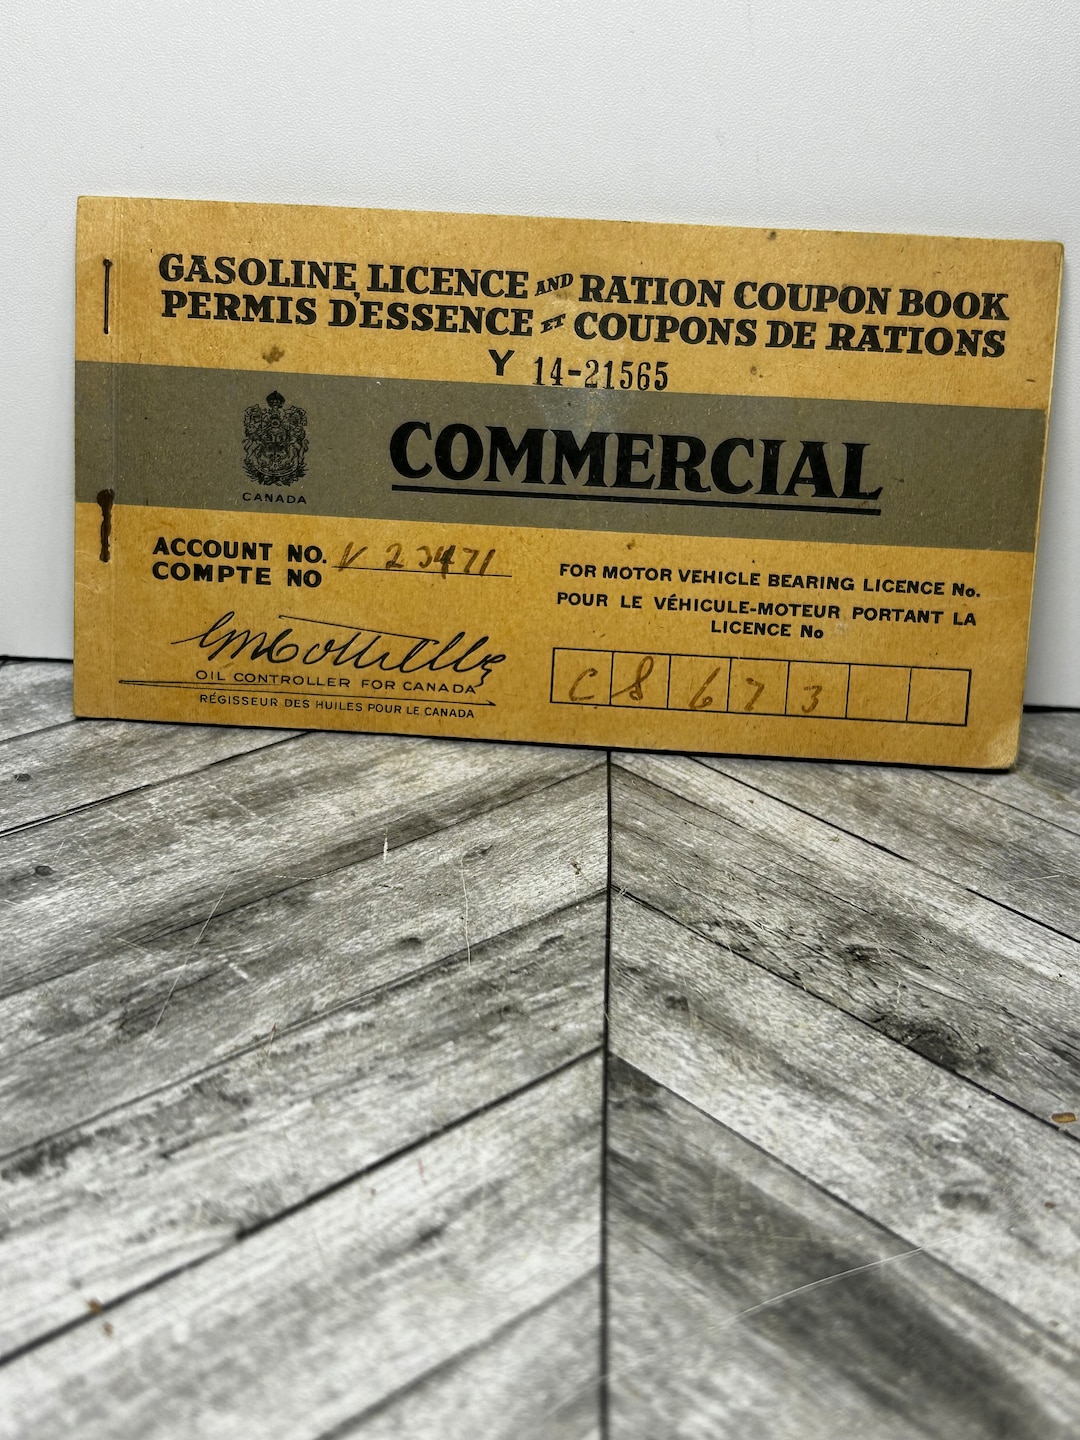 GASOLINE LICENCE AND RATION COUPON BOOK
PERMIS D'ESSENCE ET COUPONS DE RATIONS
Y 14-21565
COMMERCIAL
CANADA
ACCOUNT NO. V 23471
COMPTE NO
OIL CONTROLLER FOR CANADA
RÉGISSEUR DES HUILES POUR LE CANADA
FOR MOTOR VEHICLE BEARING LICENCE No.
POUR LE VÉHICULE-MOTEUR PORTANT LA
LICENCE No
C 8 6 7 3